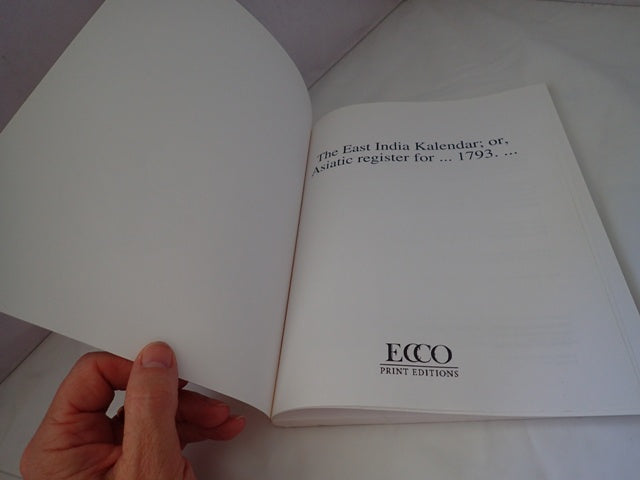 The East India Kalendar; or,
Asiatic register for ... 1793. ...
ECCO
PRINT EDITIONS